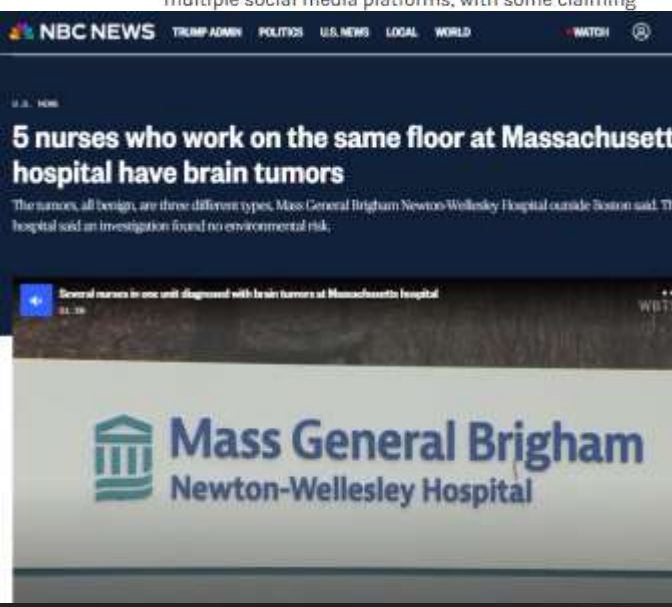 multiple social media platforms, with some claiming
NBC NEWS TRUMP ADMIN POLITICS U.S. NEWS LOCAL WORLD WATCH
U.S. NEWS
5 nurses who work on the same floor at Massachusett
hospital have brain tumors
The tumors, all benign, are three different types, Mass General Brigham Newton-Wellesley Hospital outside Boston said. Th
hospital said an investigation found no environmental risk.
Several nurses in one unit diagnosed with brain tumors at Massachusetts hospital
Mass General Brigham
Newton-Wellesley Hospital